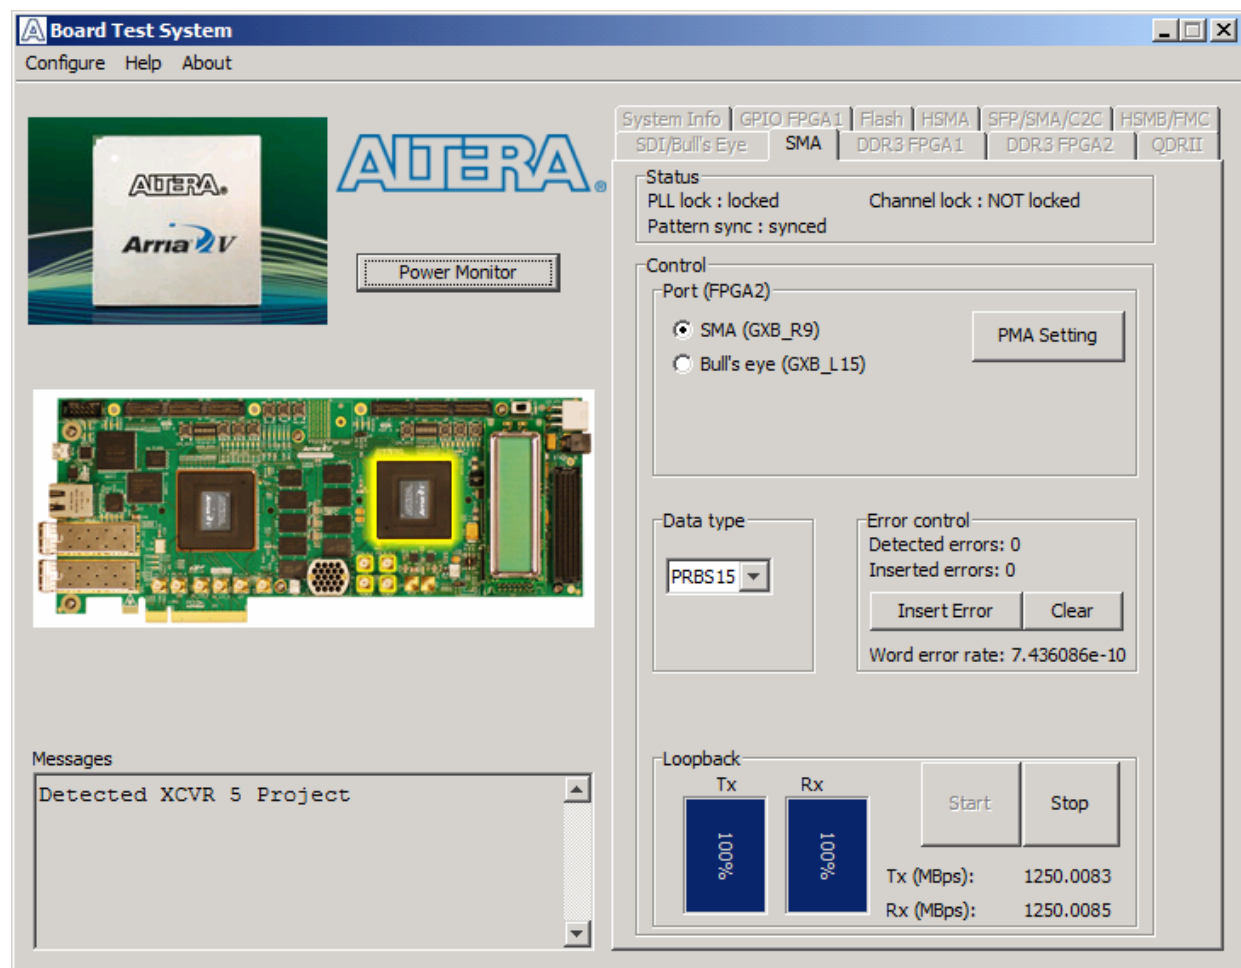 Board Test System
Configure Help About
ALTERA®
Arria V
ALTERA®
Power Monitor
Messages
Detected XCVR 5 Project
System Info GPIO FPGA1 Flash HSMA SFP/SMA/C2C HSMB/FMC
SDI/Bull's Eye SMA DDR3 FPGA1 DDR3 FPGA2 QDRII
Status
PLL lock : locked Channel lock : NOT locked
Pattern sync : synced
Control
Port (FPGA2)
SMA (GXB_R9)
PMA Setting
Bull's eye (GXB_L15)
Data type
PRBS15
Error control
Detected errors: 0
Inserted errors: 0
Insert Error Clear
Word error rate: 7.436086e-10
Loopback
Tx Rx
100% 100%
Start Stop
Tx (MBps): 1250.0083
Rx (MBps): 1250.0085